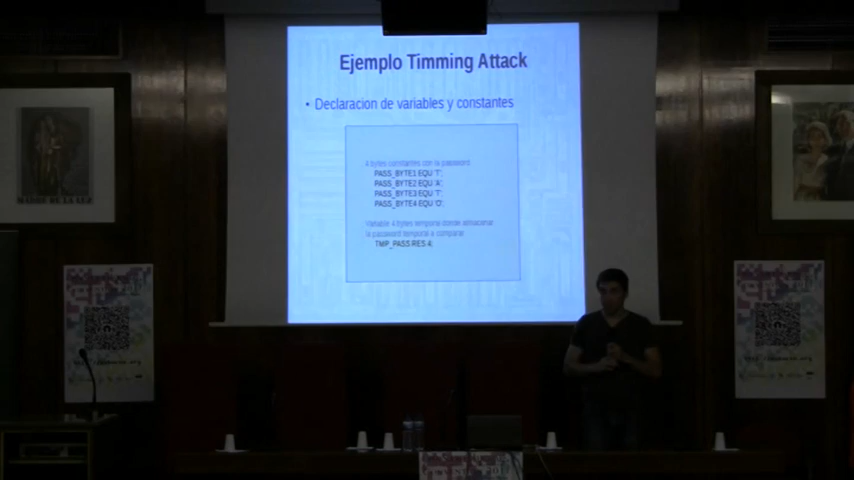 Ejemplo Timming Attack
• Declaracion de variables y constantes
4 bytes constantes con la password
PASS_BYTE1 EQU 'T';
PASS_BYTE2 EQU 'A';
PASS_BYTE3 EQU 'T';
PASS_BYTE4 EQU 'O';
Variable 4 bytes temporal donde almacenar
la password temporal a comparar
TMP_PASS RES 4;